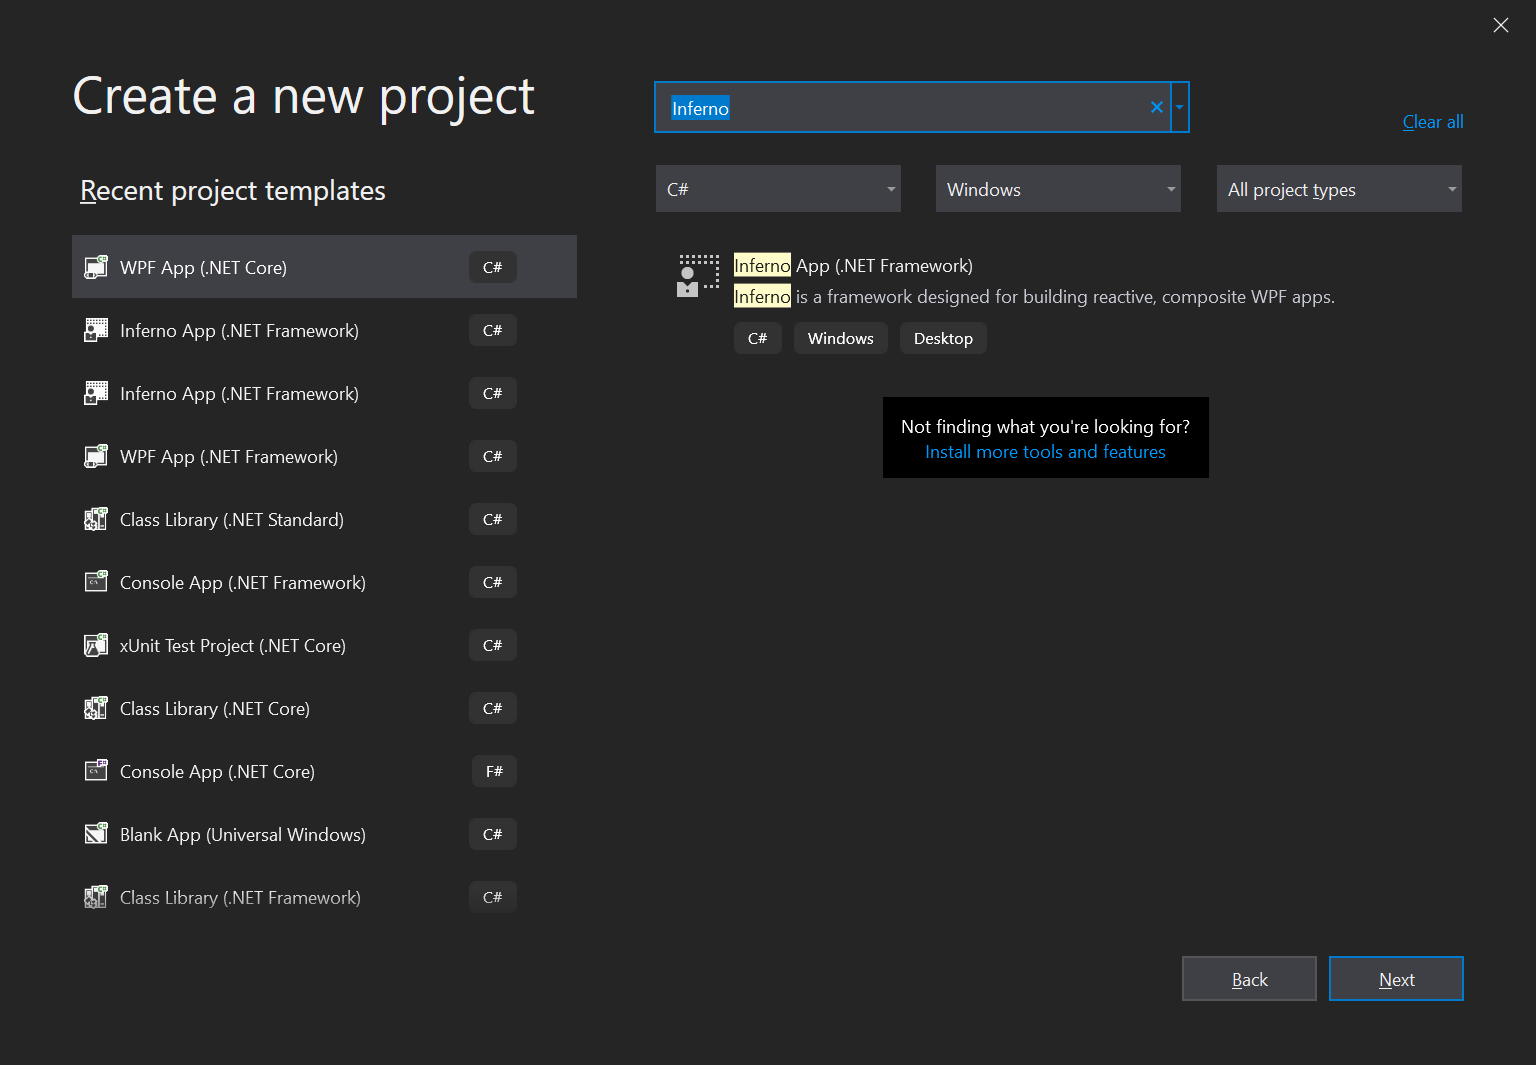 Create a new project
Inferno
Clear all
Recent project templates
C#
Windows
All project types
WPF App (.NET Core)
C#
Inferno App (.NET Framework)
C#
Inferno App (.NET Framework)
C#
WPF App (.NET Framework)
C#
Class Library (.NET Standard)
C#
Console App (.NET Framework)
C#
xUnit Test Project (.NET Core)
C#
Class Library (.NET Core)
C#
Console App (.NET Core)
F#
Blank App (Universal Windows)
C#
Class Library (.NET Framework)
C#
Inferno App (.NET Framework)
Inferno is a framework designed for building reactive, composite WPF apps.
C#
Windows
Desktop
Not finding what you're looking for?
Install more tools and features
Back
Next